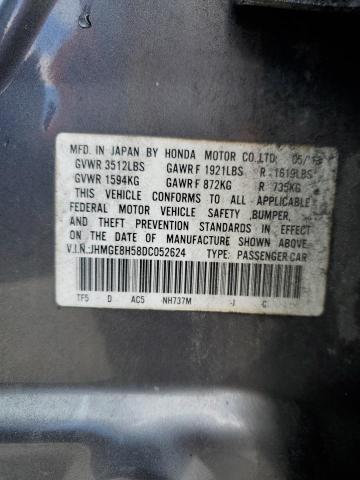 MFD. IN JAPAN BY HONDA MOTOR CO.,LTD. 05/13
GVWR 3512LBS GAWR F 1921LBS R 1619LBS
GVWR 1594KG GAWR F 872KG R 735KG
THIS VEHICLE CONFORMS TO ALL APPLICABLE
FEDERAL MOTOR VEHICLE SAFETY ,BUMPER,
AND THEFT PREVENTION STANDARDS IN EFFECT
ON THE DATE OF MANUFACTURE SHOWN ABOVE.
V.I.N.:JHMGE8H58DC052624 TYPE: PASSENGER CAR
TF5 - D AC5 NH737M -J C